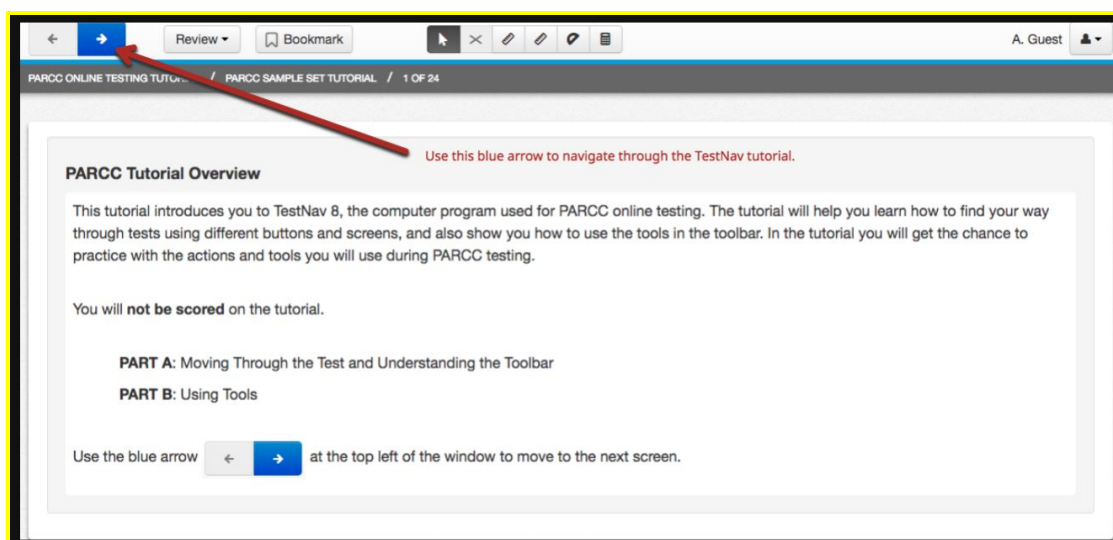 Review
Bookmark
A. Guest
PARCC ONLINE TESTING / PARCC SAMPLE SET TUTORIAL / 1 OF 24
Use this blue arrow to navigate through the TestNav tutorial.
PARCC Tutorial Overview
This tutorial introduces you to TestNav 8, the computer program used for PARCC online testing. The tutorial will help you learn how to find your way
through tests using different buttons and screens, and also show you how to use the tools in the toolbar. In the tutorial you will get the chance to
practice with the actions and tools you will use during PARCC testing.
You will not be scored on the tutorial.
PART A: Moving Through the Test and Understanding the Toolbar
PART B: Using Tools
Use the blue arrow at the top left of the window to move to the next screen.